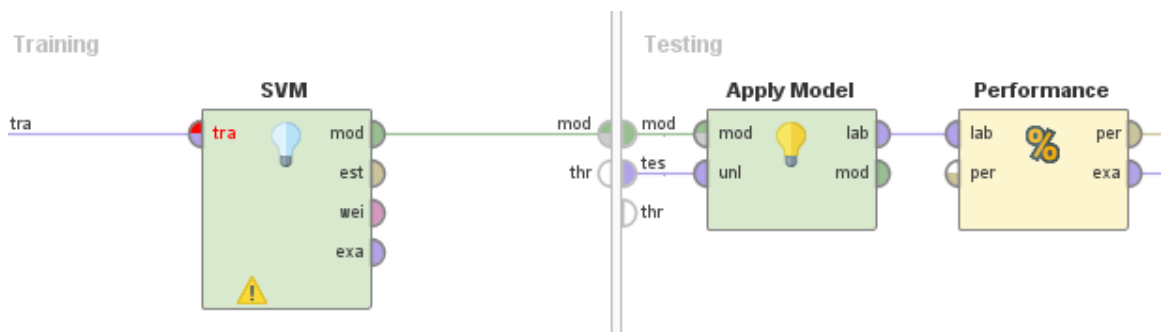 Training
SVM
tra
tra
mod
est
wei
exa
mod
thr
Testing
Apply Model
Performance
mod
tes
thr
mod
unl
lab
mod
lab
per
%
per
exa